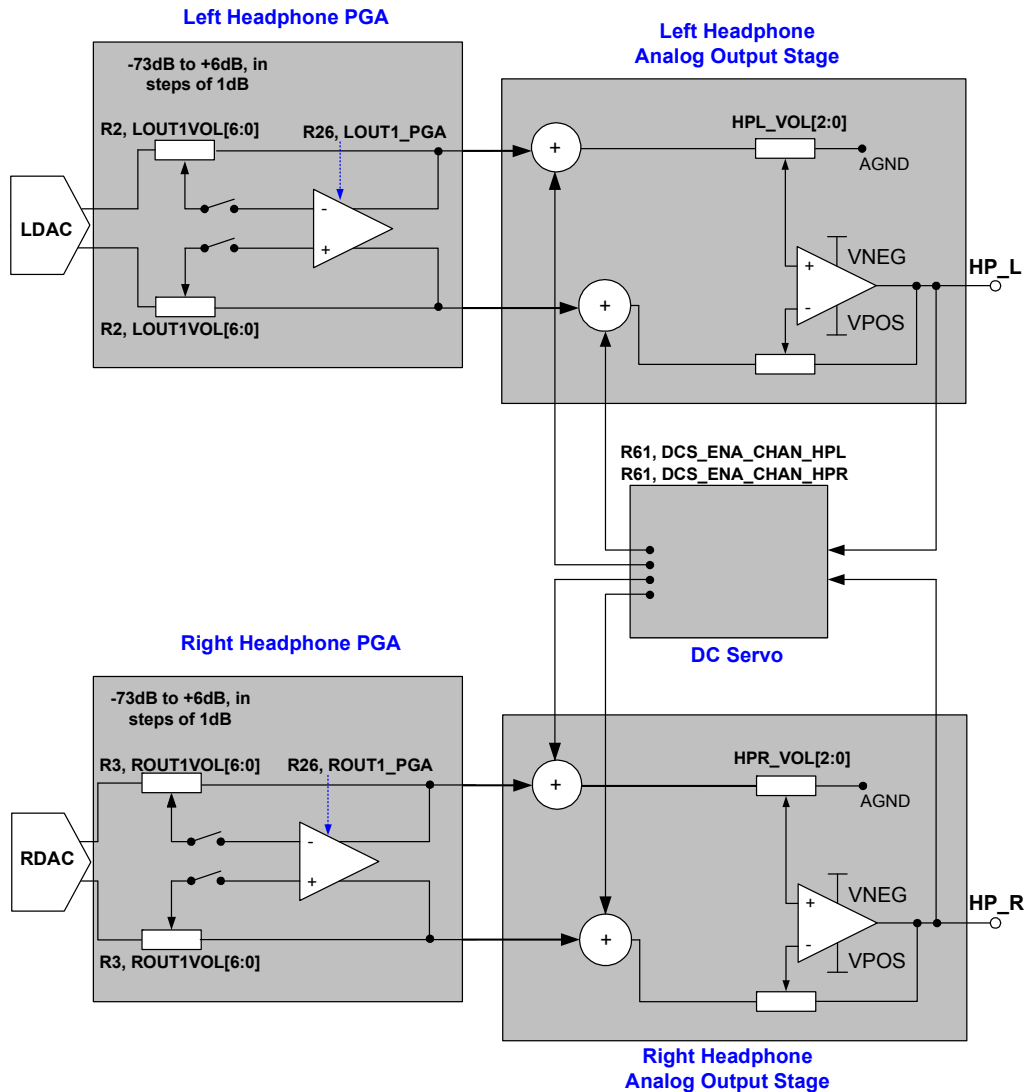 Left Headphone PGA
-73dB to +6dB, in
steps of 1dB
R2, LOUT1VOL[6:0]
R26, LOUT1_PGA
LDAC
-
+
R2, LOUT1VOL[6:0]
Left Headphone
Analog Output Stage
+
HPL_VOL[2:0]
AGND
+
-
VNEG
VPOS
HP_L
+
R61, DCS_ENA_CHAN_HPL
R61, DCS_ENA_CHAN_HPR
DC Servo
Right Headphone PGA
-73dB to +6dB, in
steps of 1dB
R3, ROUT1VOL[6:0]
R26, ROUT1_PGA
RDAC
-
+
R3, ROUT1VOL[6:0]
+
HPR_VOL[2:0]
AGND
+
-
VNEG
VPOS
HP_R
+
Right Headphone
Analog Output Stage